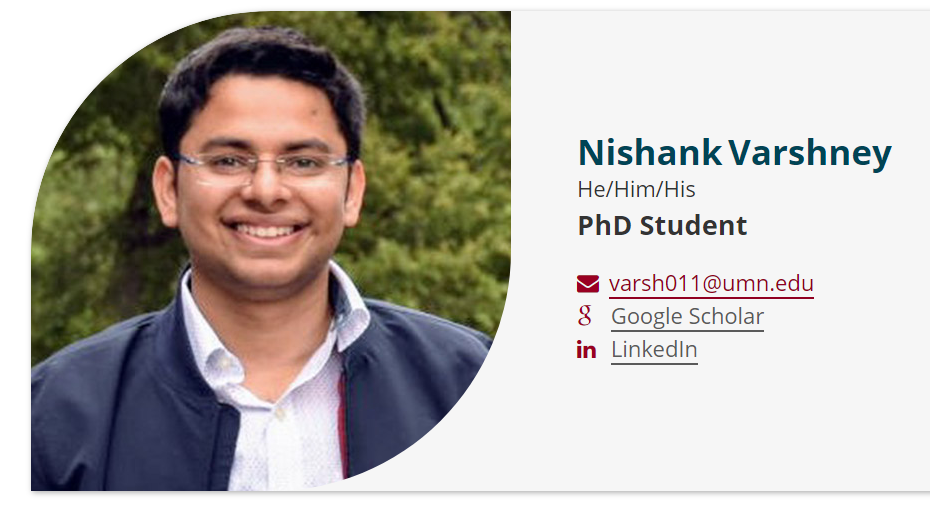 Nishank Varshney
He/Him/His
PhD Student
varsh011@umn.edu
Google Scholar
LinkedIn